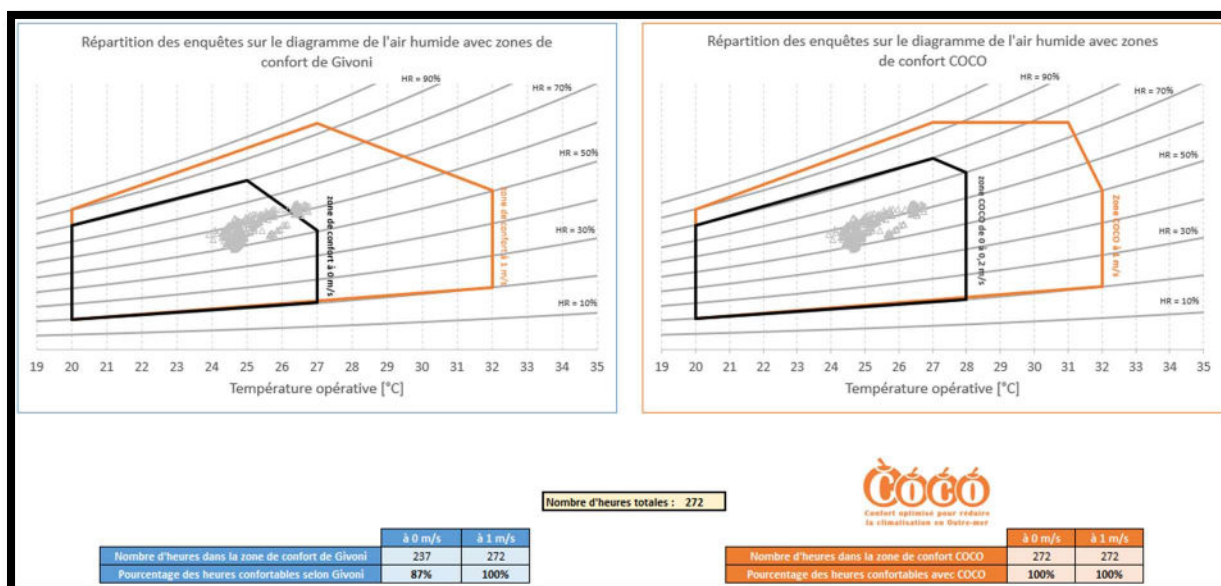 Répartition des enquêtes sur le diagramme de l'air humide avec zones de
confort de Givoni
HR = 90%
HR = 70%
HR = 50%
HR = 30%
HR = 10%
zone de confort à 0 m/s
zone de confort à 1 m/s
19 20 21 22 23 24 25 26 27 28 29 30 31 32 33 34 35
Température opérative [°C]
Répartition des enquêtes sur le diagramme de l'air humide avec zones
de confort COCO
HR = 90%
HR = 70%
HR = 50%
HR = 30%
HR = 10%
zone COCO de 0 à 0,2 m/s
Zone COCO à 1 m/s
19 20 21 22 23 24 25 26 27 28 29 30 31 32 33 34 35
Température opérative [°C]
Nombre d'heures totales : 272
CoCo
Confort optimisé pour réduire
la climatisation en Outre-mer
à 0 m/s à 1 m/s
Nombre d'heures dans la zone de confort de Givoni 237 272
Pourcentage des heures confortables selon Givoni 87% 100%
à 0 m/s à 1 m/s
Nombre d'heures dans la zone de confort COCO 272 272
Pourcentage des heures confortables avec COCO 100% 100%